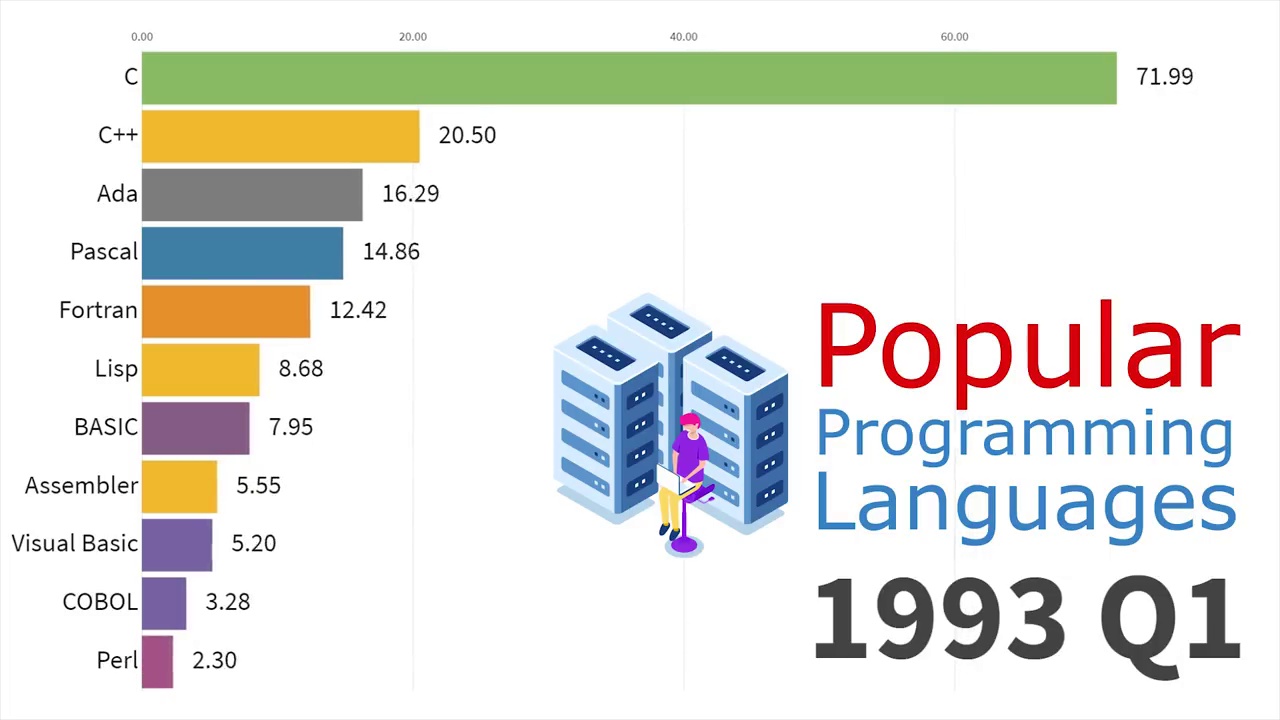 0.00 20.00 40.00 60.00
C 71.99
C++ 20.50
Ada 16.29
Pascal 14.86
Fortran 12.42
Lisp 8.68
BASIC 7.95
Assembler 5.55
Visual Basic 5.20
COBOL 3.28
Perl 2.30
Popular
Programming
Languages
1993 Q1